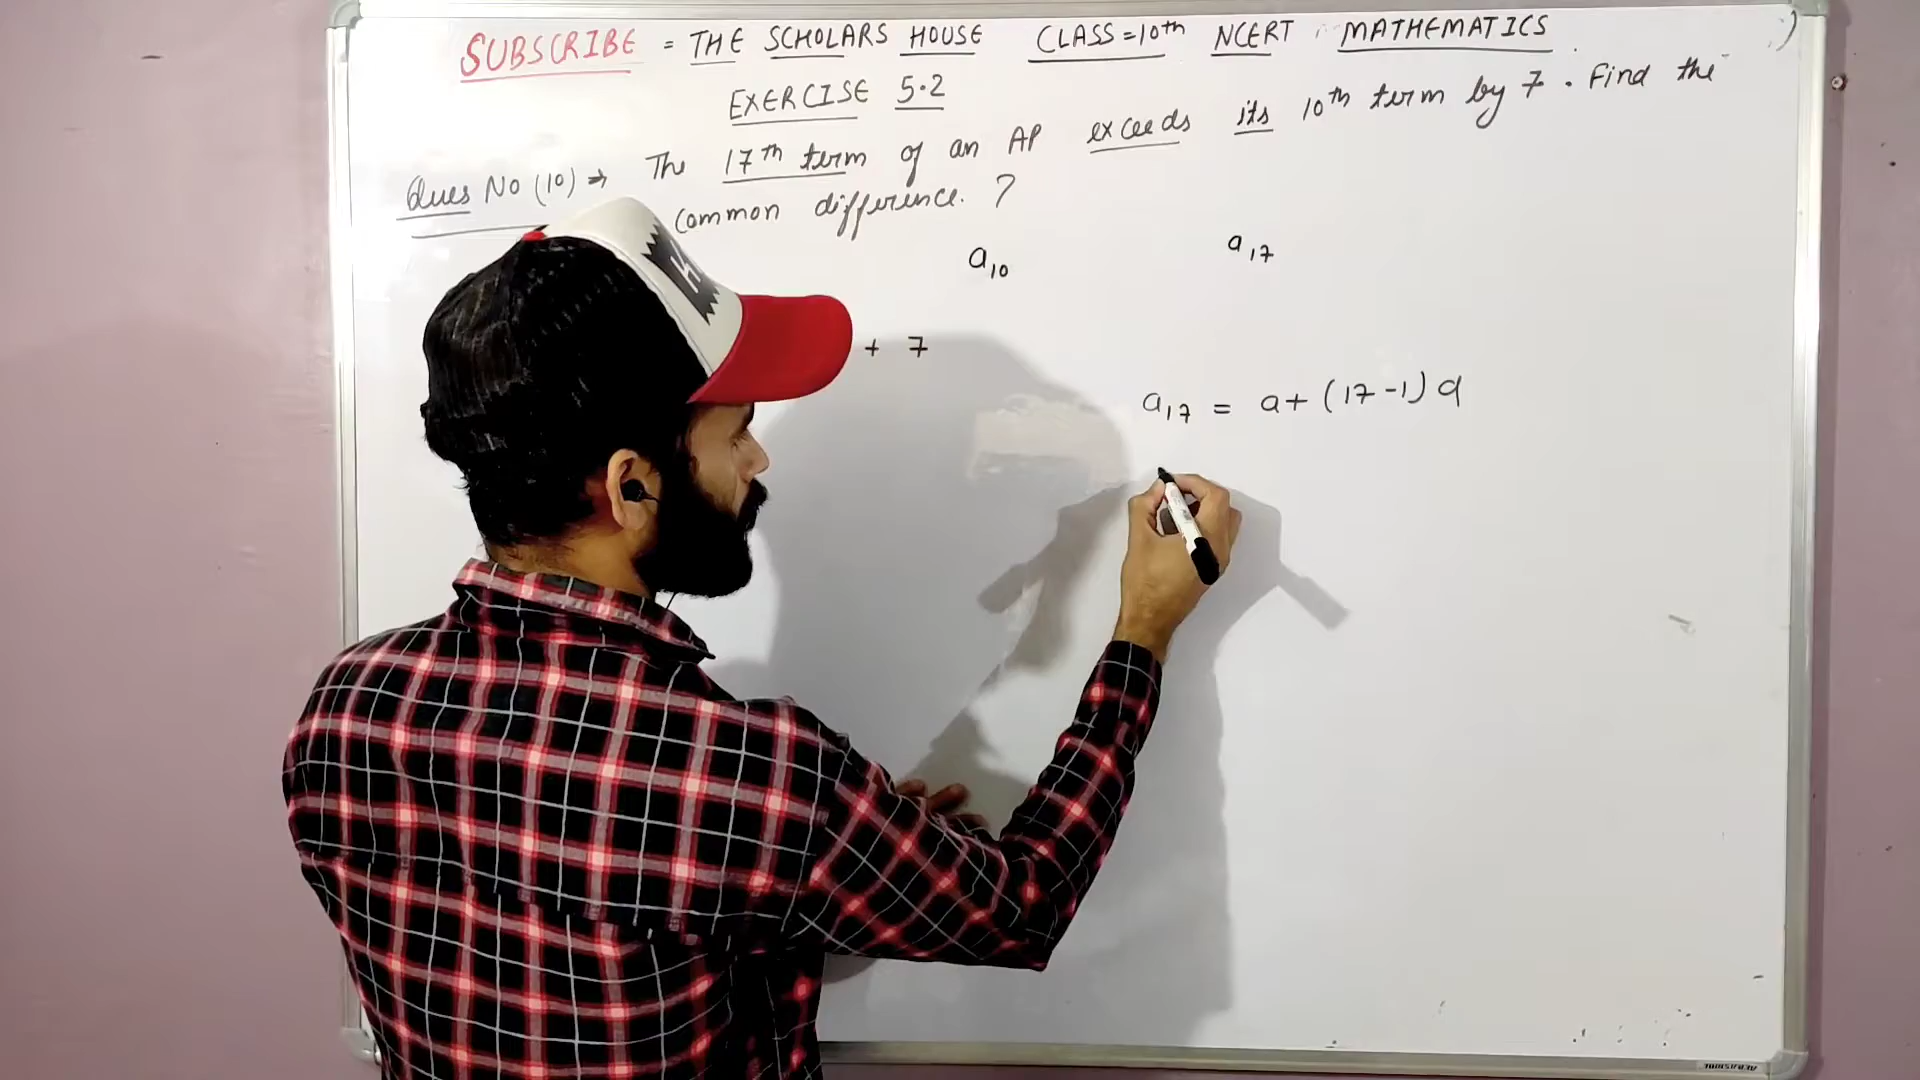 SUBSCRIBE = THE SCHOLARS HOUSE CLASS=10th NCERT MATHEMATICS
EXERCISE 5.2
Ques No (10) → The 17th term of an AP exceeds its 10th term by 7. Find the
common difference. ?
a10 a17
+ 7
a17 = a+(17-1)d